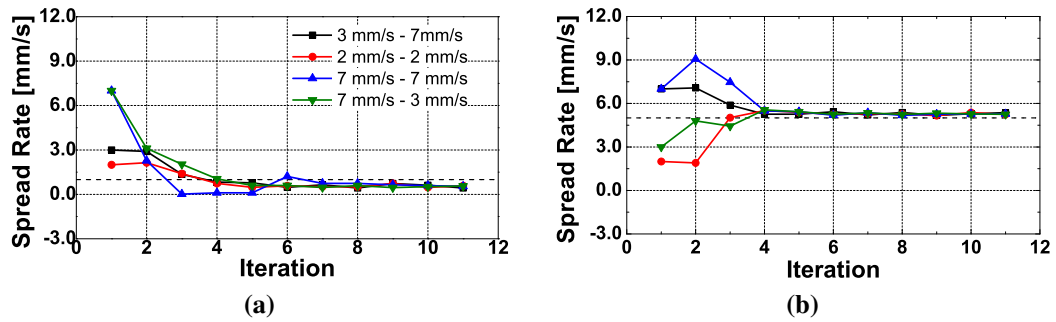 12.0
9.0
6.0
3.0
0.0
-3.0
Spread Rate [mm/s]
3 mm/s - 7mm/s
2 mm/s - 2 mm/s
7 mm/s - 7 mm/s
7 mm/s - 3 mm/s
0 2 4 6 8 10 12
Iteration
(a)
12.0
9.0
6.0
3.0
0.0
-3.0
Spread Rate [mm/s]
0 2 4 6 8 10 12
Iteration
(b)